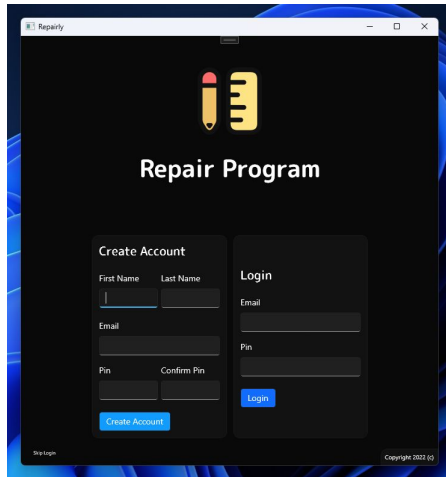 Repairly
Repair Program
Create Account
First Name Last Name
Email
Pin Confirm Pin
Create Account
Login
Email
Pin
Login
Skip Login
Copyright 2022 (c)